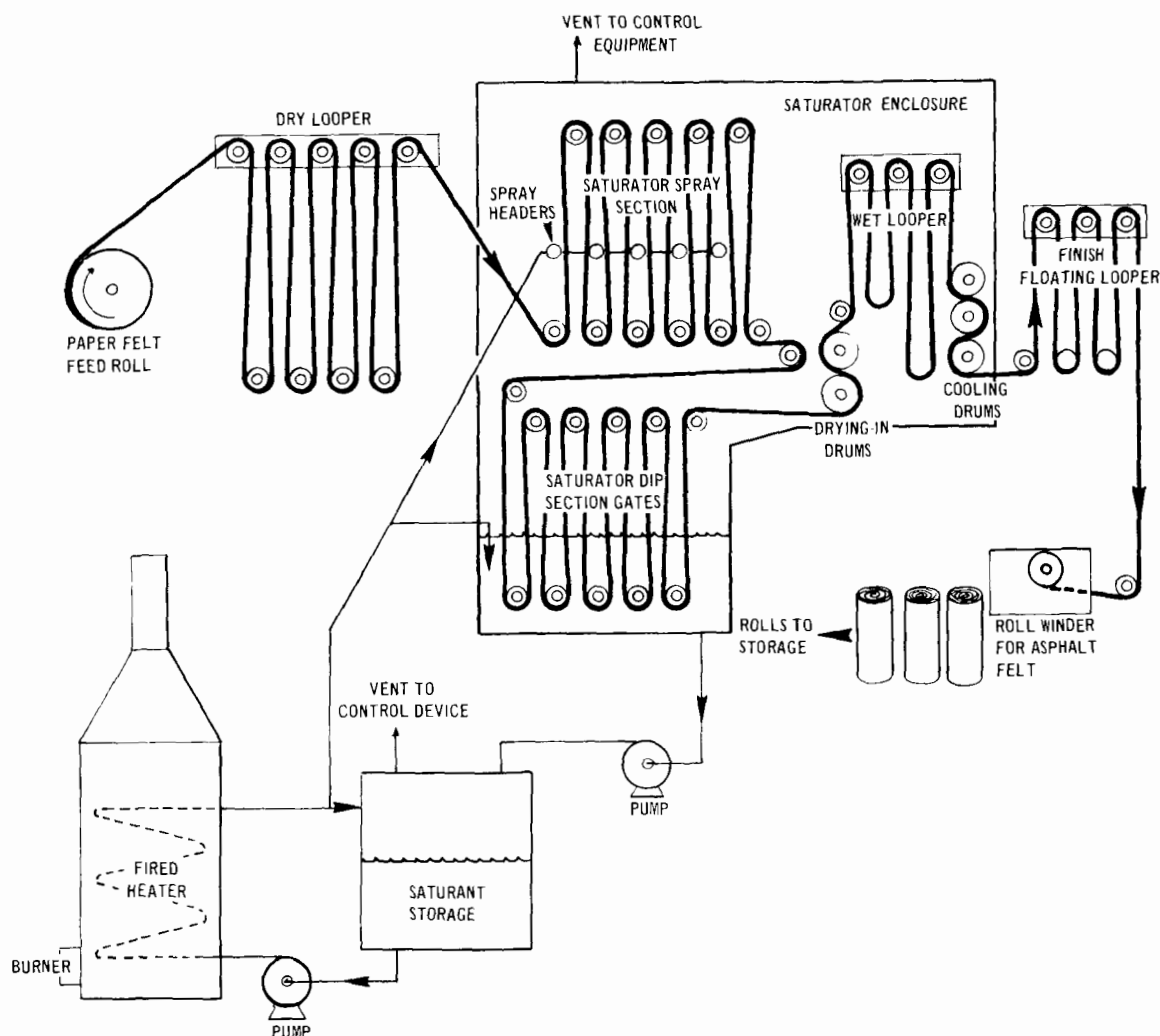 VENT TO CONTROL
EQUIPMENT
SATURATOR ENCLOSURE
DRY LOOPER
SPRAY
HEADERS
SATURATOR SPRAY
SECTION
WET LOOPER
FINISH
FLOATING LOOPER
PAPER FELT
FEED ROLL
COOLING
DRUMS
DRYING-IN
DRUMS
SATURATOR DIP
SECTION GATES
ROLLS TO
STORAGE
ROLL WINDER
FOR ASPHALT
FELT
VENT TO
CONTROL DEVICE
PUMP
FIRED
HEATER
SATURANT
STORAGE
BURNER
PUMP